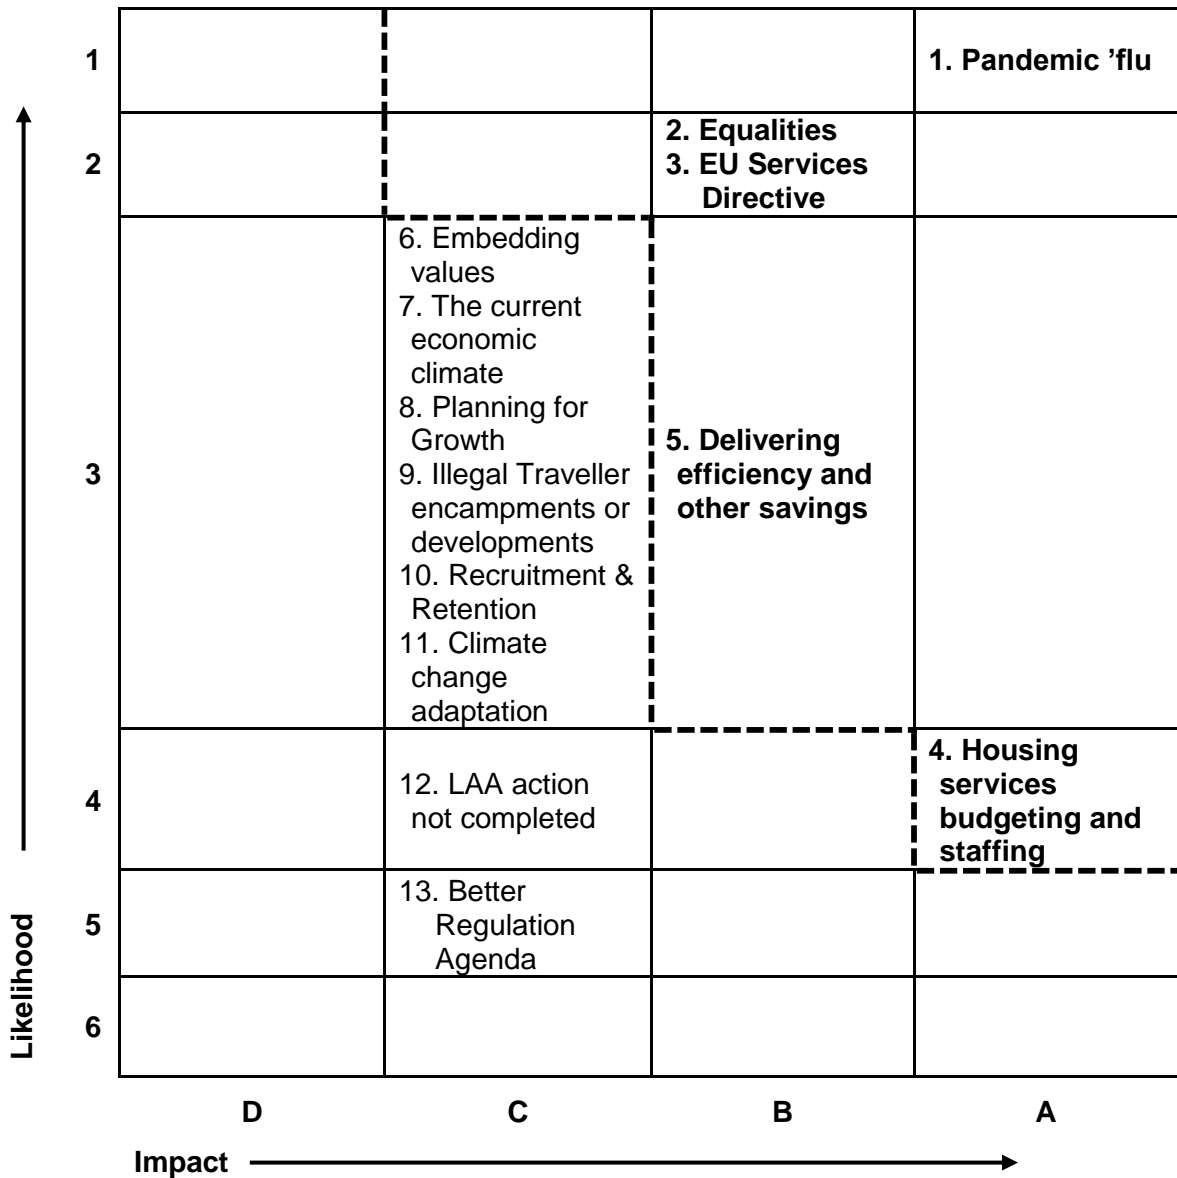 1
1. Pandemic ’flu
2
2. Equalities
3. EU Services
Directive
3
6. Embedding
values
7. The current
economic
climate
8. Planning for
Growth
9. Illegal Traveller
encampments or
developments
10. Recruitment &
Retention
11. Climate
change
adaptation
5. Delivering
efficiency and
other savings
4
12. LAA action
not completed
4. Housing
services
budgeting and
staffing
5
13. Better
Regulation
Agenda
6
Likelihood
D
C
B
A
Impact